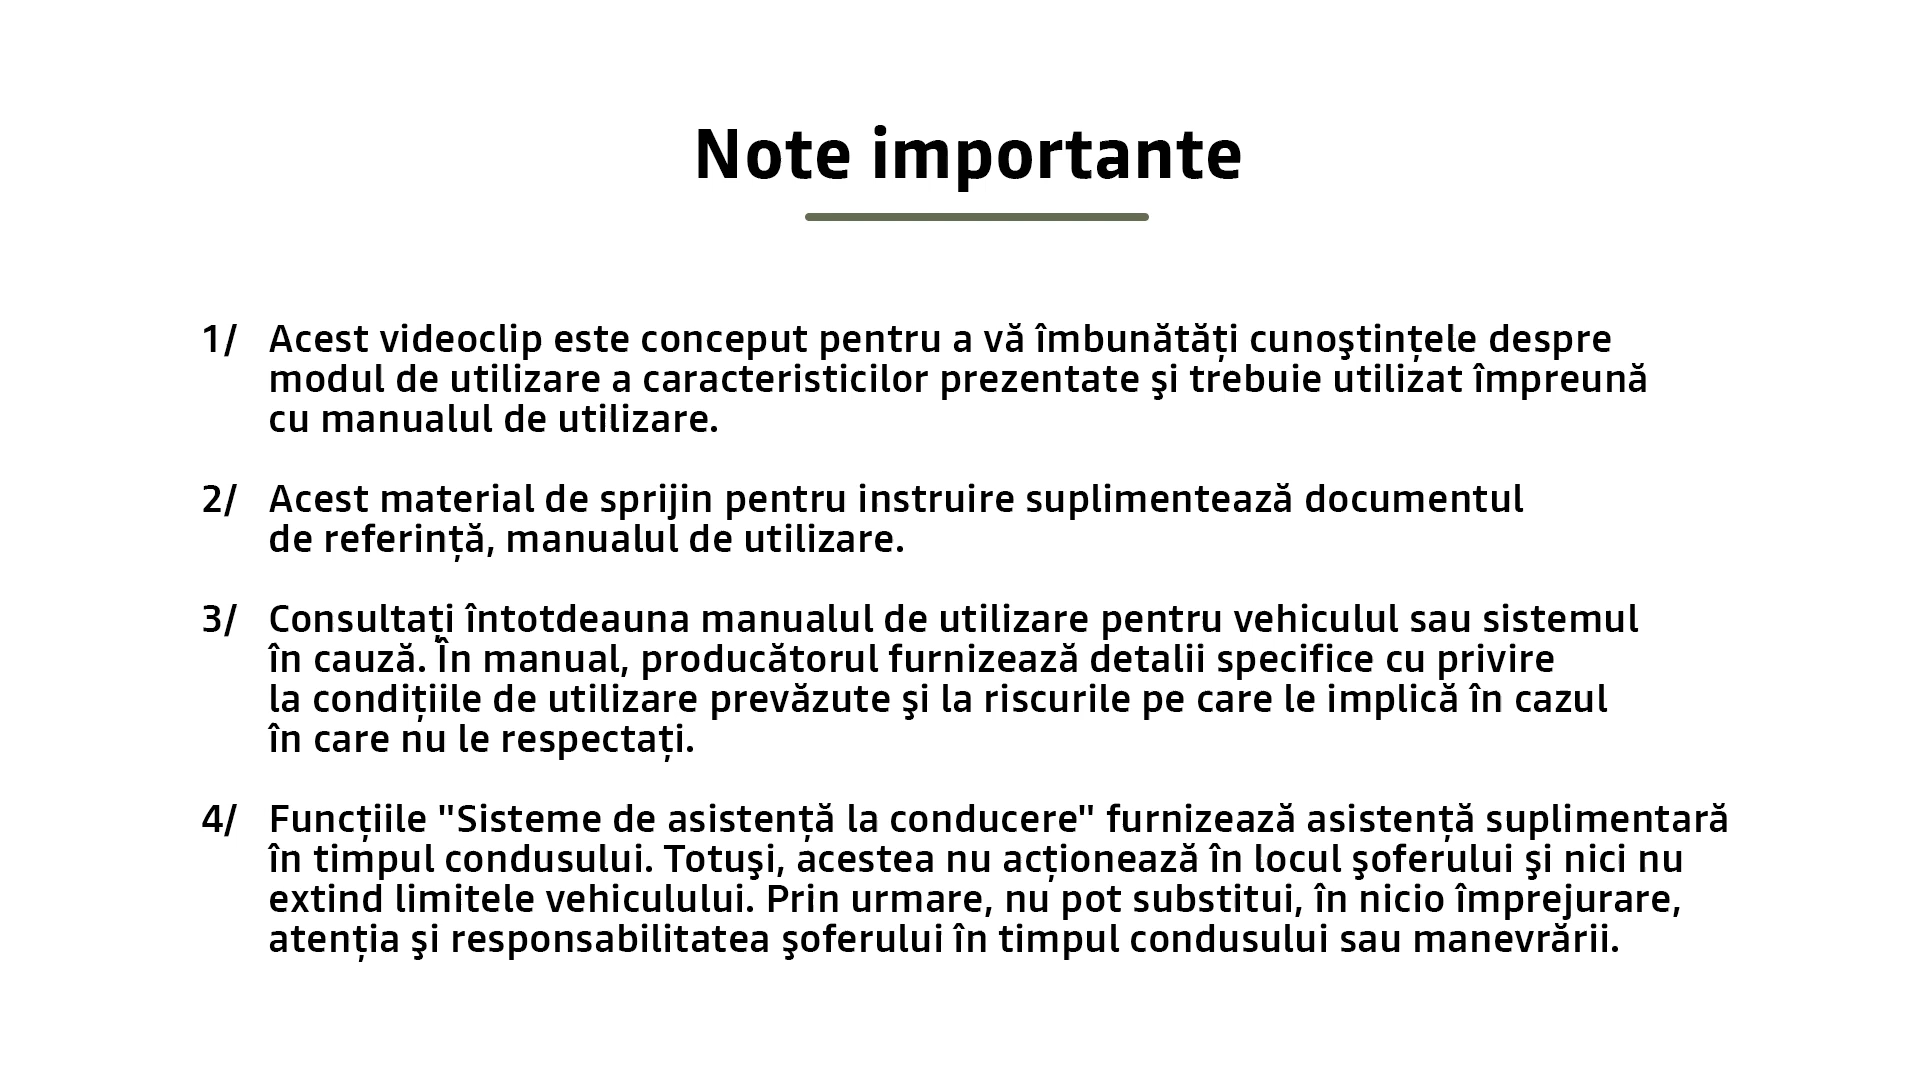 Note importante
1/ Acest videoclip este conceput pentru a vă îmbunătăți cunoştințele despre
modul de utilizare a caracteristicilor prezentate şi trebuie utilizat împreună
cu manualul de utilizare.
2/ Acest material de sprijin pentru instruire suplimentează documentul
de referință, manualul de utilizare.
3/ Consultați întotdeauna manualul de utilizare pentru vehiculul sau sistemul
în cauză. În manual, producătorul furnizează detalii specifice cu privire
la condițiile de utilizare prevăzute şi la riscurile pe care le implică în cazul
în care nu le respectați.
4/ Funcțiile "Sisteme de asistență la conducere" furnizează asistență suplimentară
în timpul condusului. Totuşi, acestea nu acționează în locul şoferului şi nici nu
extind limitele vehiculului. Prin urmare, nu pot substitui, în nicio împrejurare,
atenția şi responsabilitatea şoferului în timpul condusului sau manevrării.